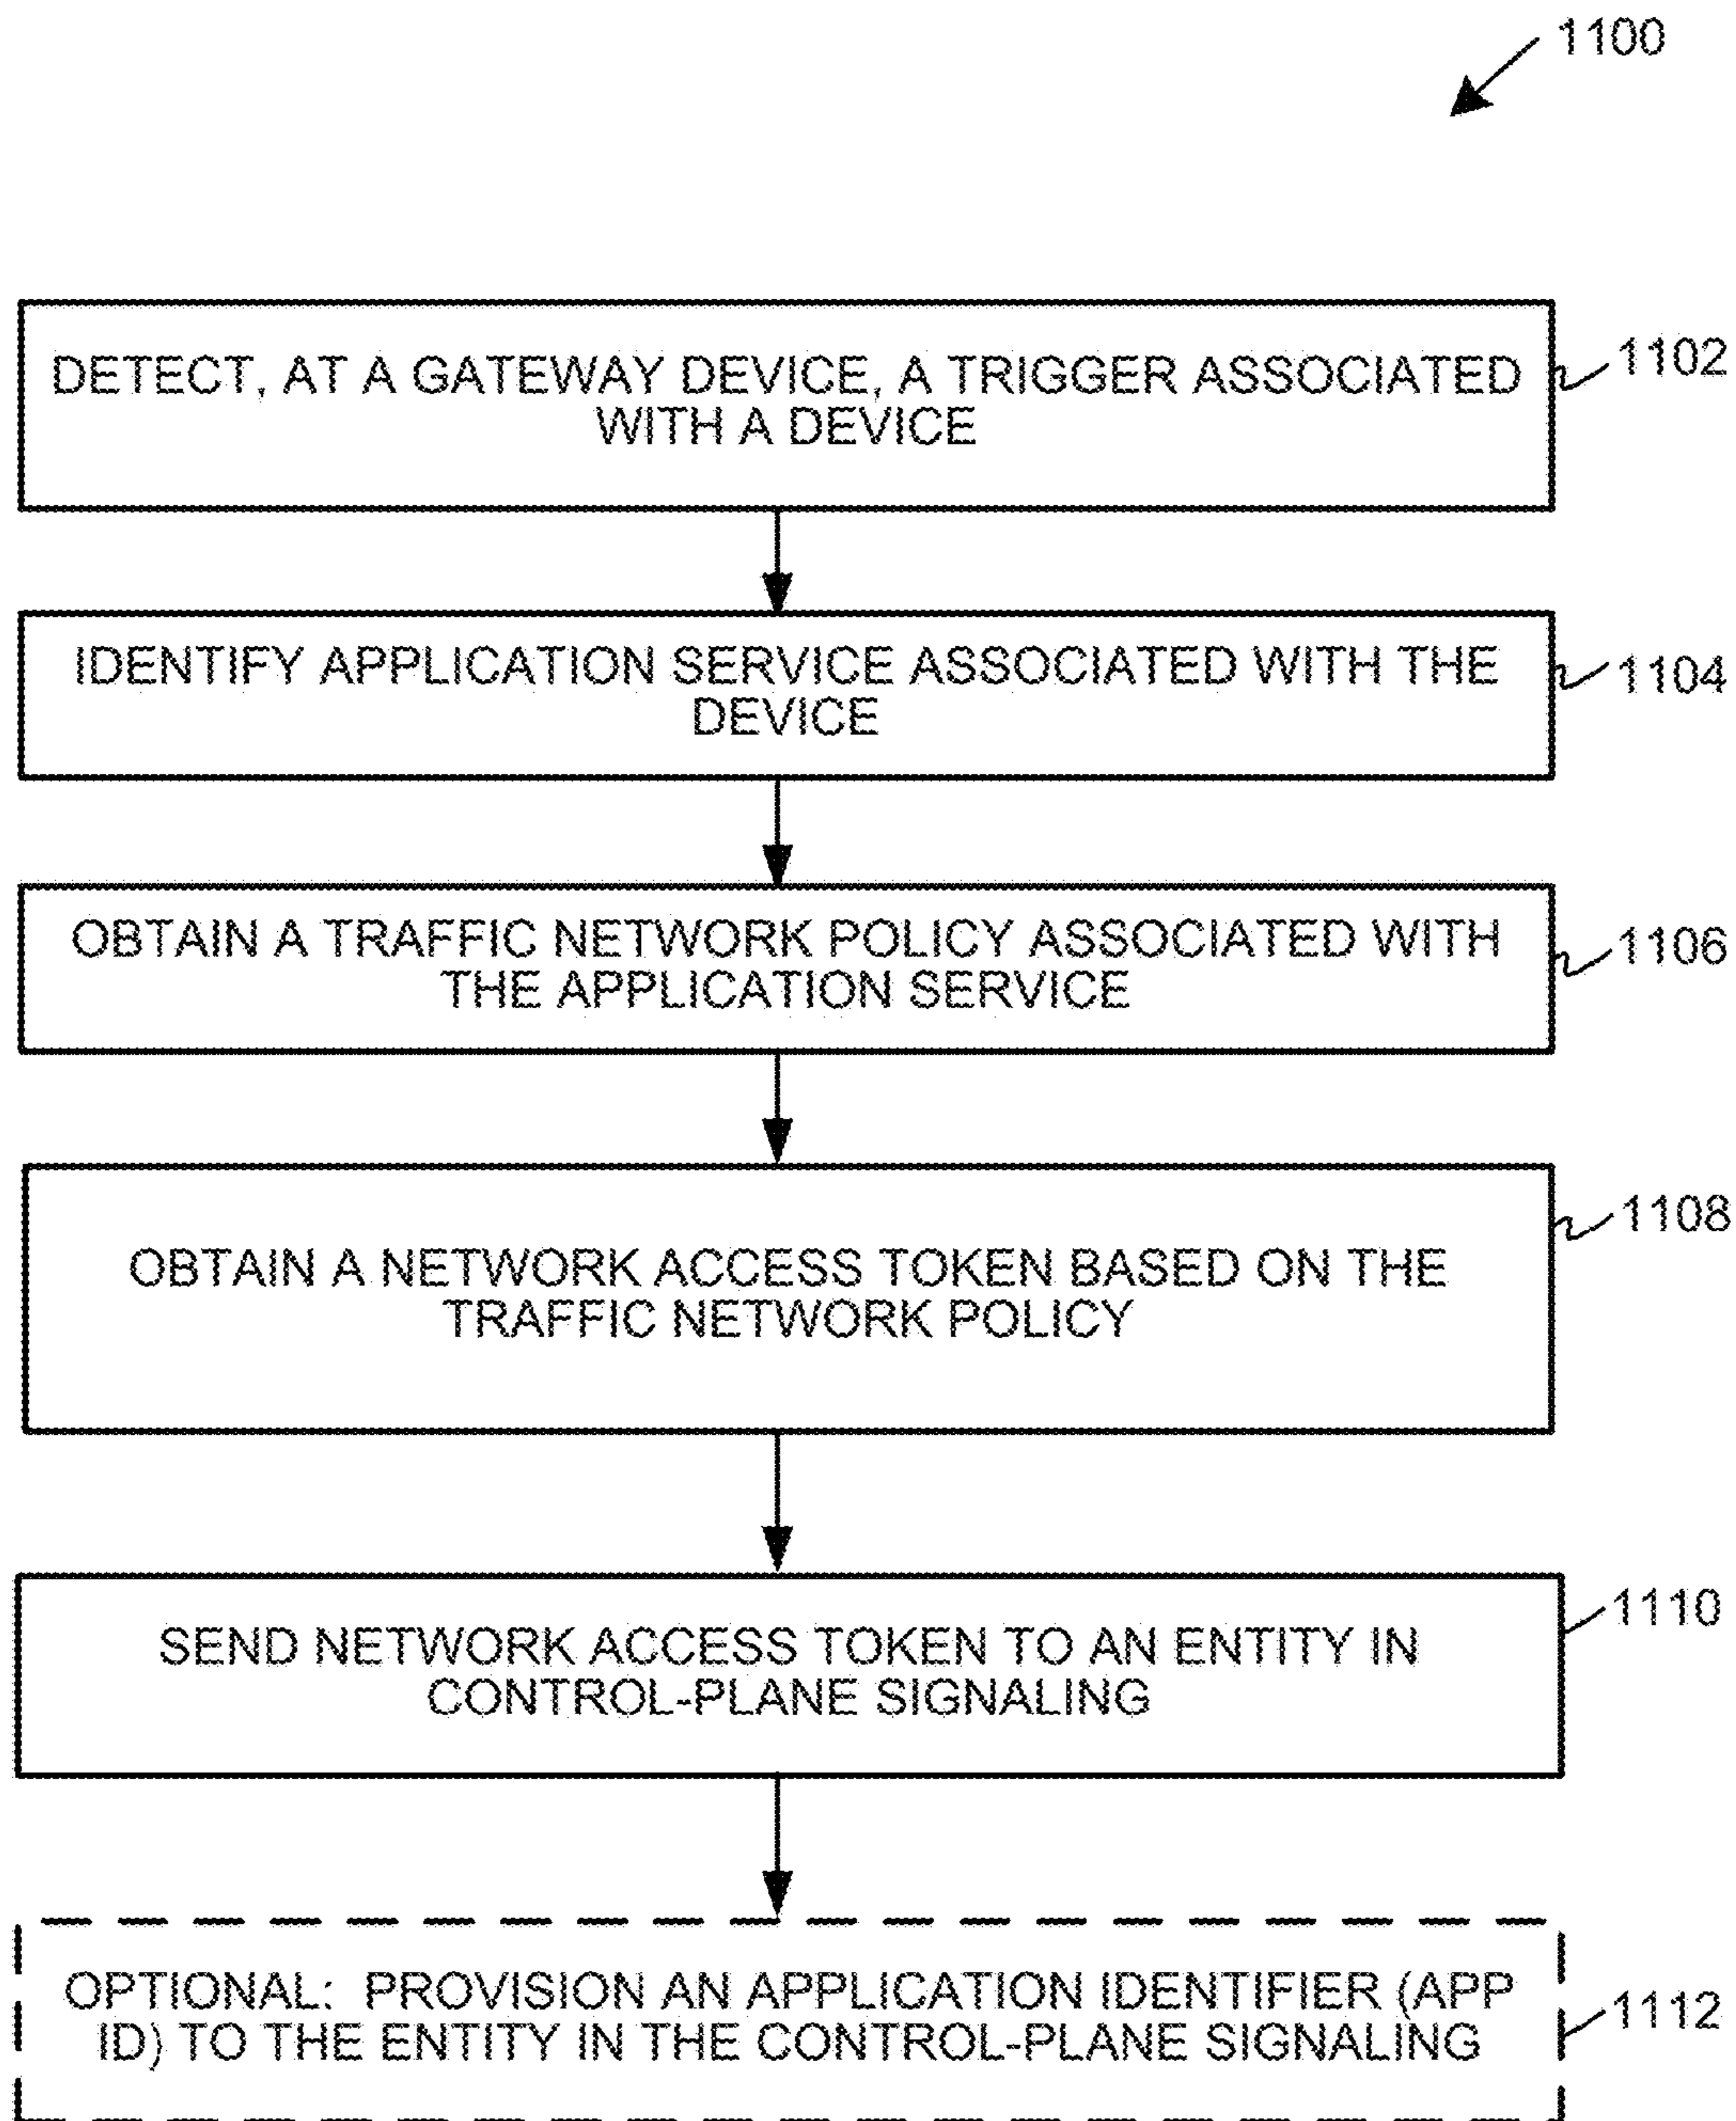 1100
DETECT, AT A GATEWAY DEVICE, A TRIGGER ASSOCIATED
WITH A DEVICE
1102
IDENTIFY APPLICATION SERVICE ASSOCIATED WITH THE
DEVICE
1104
OBTAIN A TRAFFIC NETWORK POLICY ASSOCIATED WITH
THE APPLICATION SERVICE
1106
OBTAIN A NETWORK ACCESS TOKEN BASED ON THE
TRAFFIC NETWORK POLICY
1108
SEND NETWORK ACCESS TOKEN TO AN ENTITY IN
CONTROL-PLANE SIGNALING
1110
OPTIONAL: PROVISION AN APPLICATION IDENTIFIER (APP
ID) TO THE ENTITY IN THE CONTROL-PLANE SIGNALING
1112